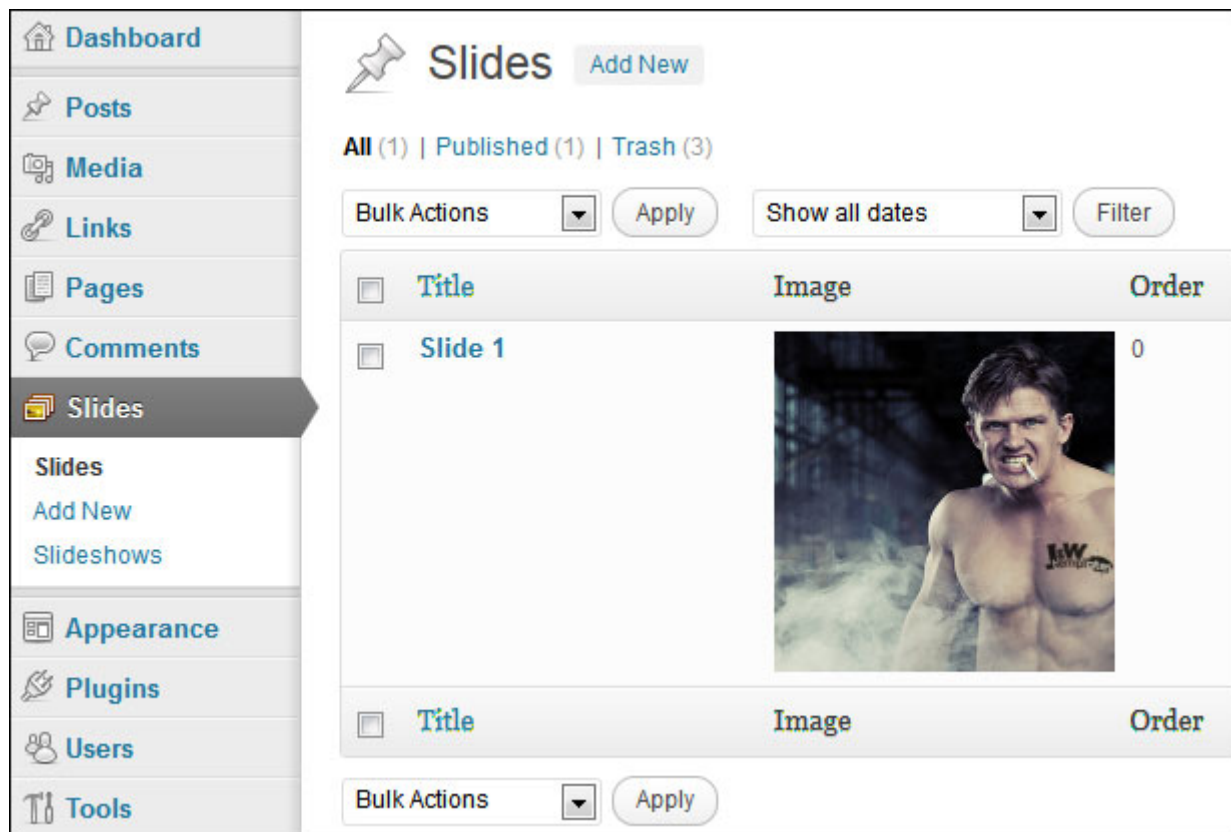 Dashboard
Posts
Media
Links
Pages
Comments
Slides
Slides
Add New
Slideshows
Appearance
Plugins
Users
Tools
Slides Add New
All (1) | Published (1) | Trash (3)
Bulk Actions Apply Show all dates Filter
Title Image Order
Slide 1 0
Title Image Order
Bulk Actions Apply